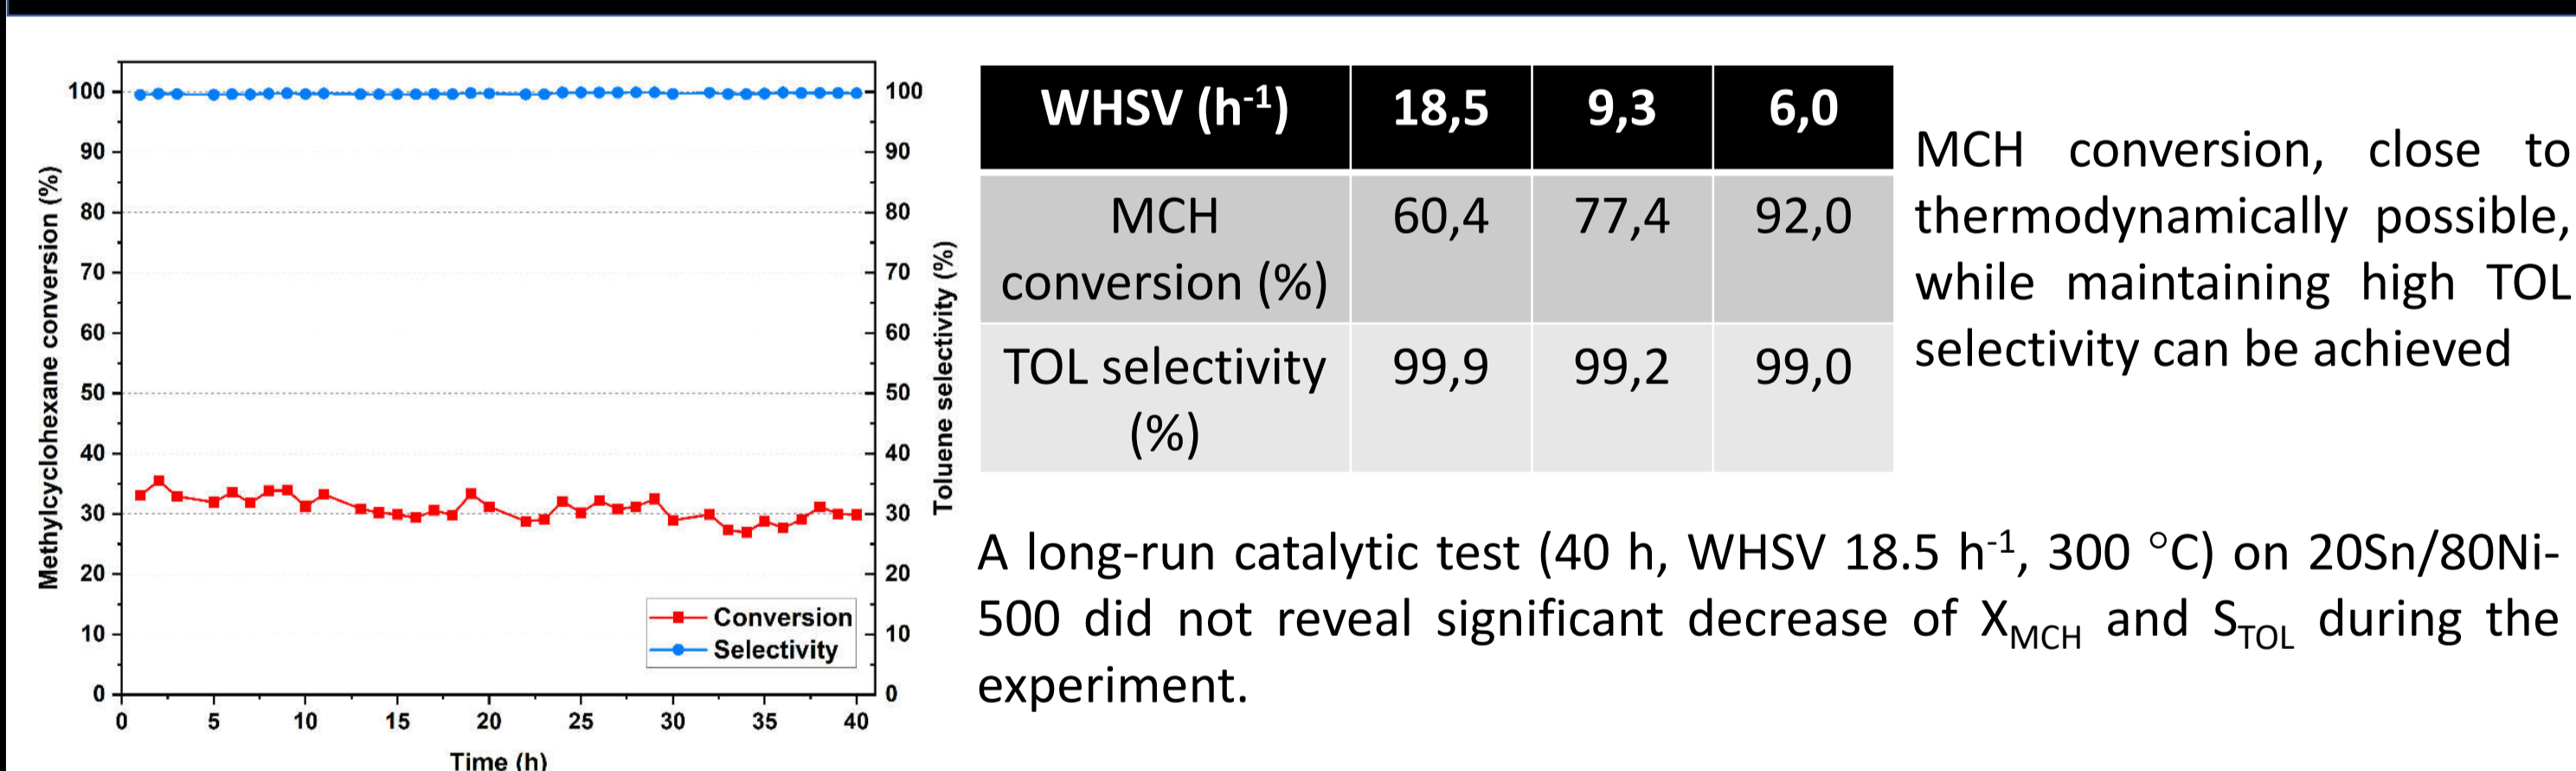 100
90
80
70
60
50
40
30
20
10
0
Methylcyclohexane conversion (%)
0 5 10 15 20 25 30 35 40
Time (h)
Conversion
Selectivity
100
90
80
70
60
50
40
30
20
10
0
Toluene selectivity (%)
WHSV (h⁻¹) 18,5 9,3 6,0
MCH 60,4 77,4 92,0
conversion (%)
TOL selectivity 99,9 99,2 99,0
(%)
MCH conversion, close to
thermodynamically possible,
while maintaining high TOL
selectivity can be achieved
A long-run catalytic test (40 h, WHSV 18.5 h⁻¹, 300 °C) on 20Sn/80Ni-
500 did not reveal significant decrease of X_MCH and S_TOL during the
experiment.